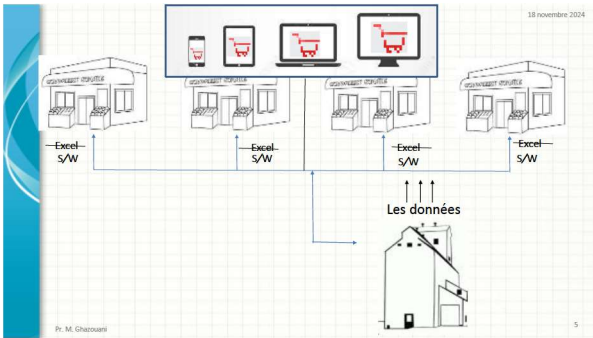 18 novembre 2024
Excel
S/W
Excel
S/W
Excel
S/W
Excel
S/W
Les données
Pr. M. Ghazouani
5